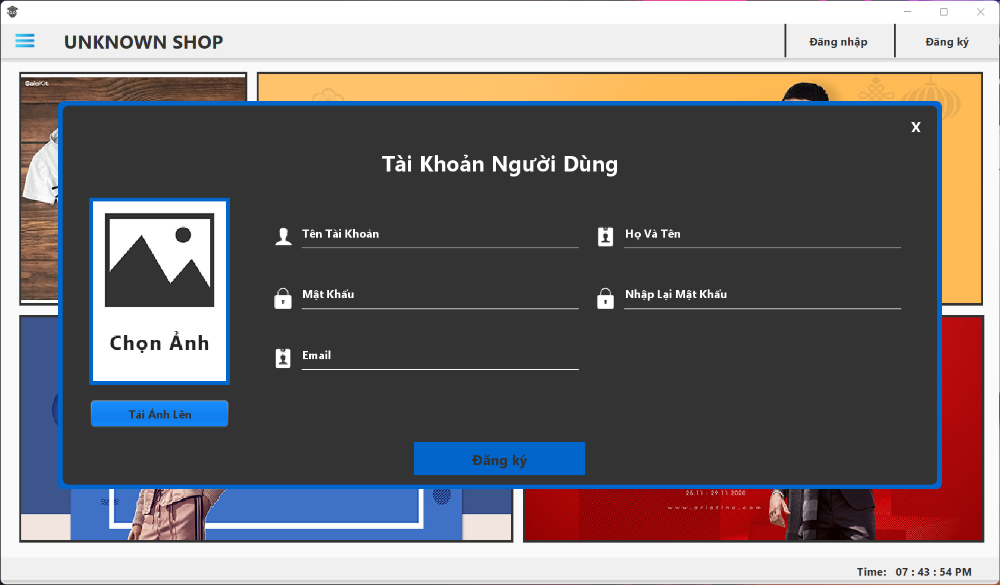 UNKNOWN SHOP
Đăng nhập
Đăng ký
SaleKit
X
Tài Khoản Người Dùng
Tên Tài Khoản
Họ Và Tên
Mật Khẩu
Nhập Lại Mật Khẩu
Chọn Ảnh
Email
Tải Ảnh Lên
Đăng ký
25.11 - 29.11.2020
www.aristino.com
Time: 07 : 43 : 54 PM